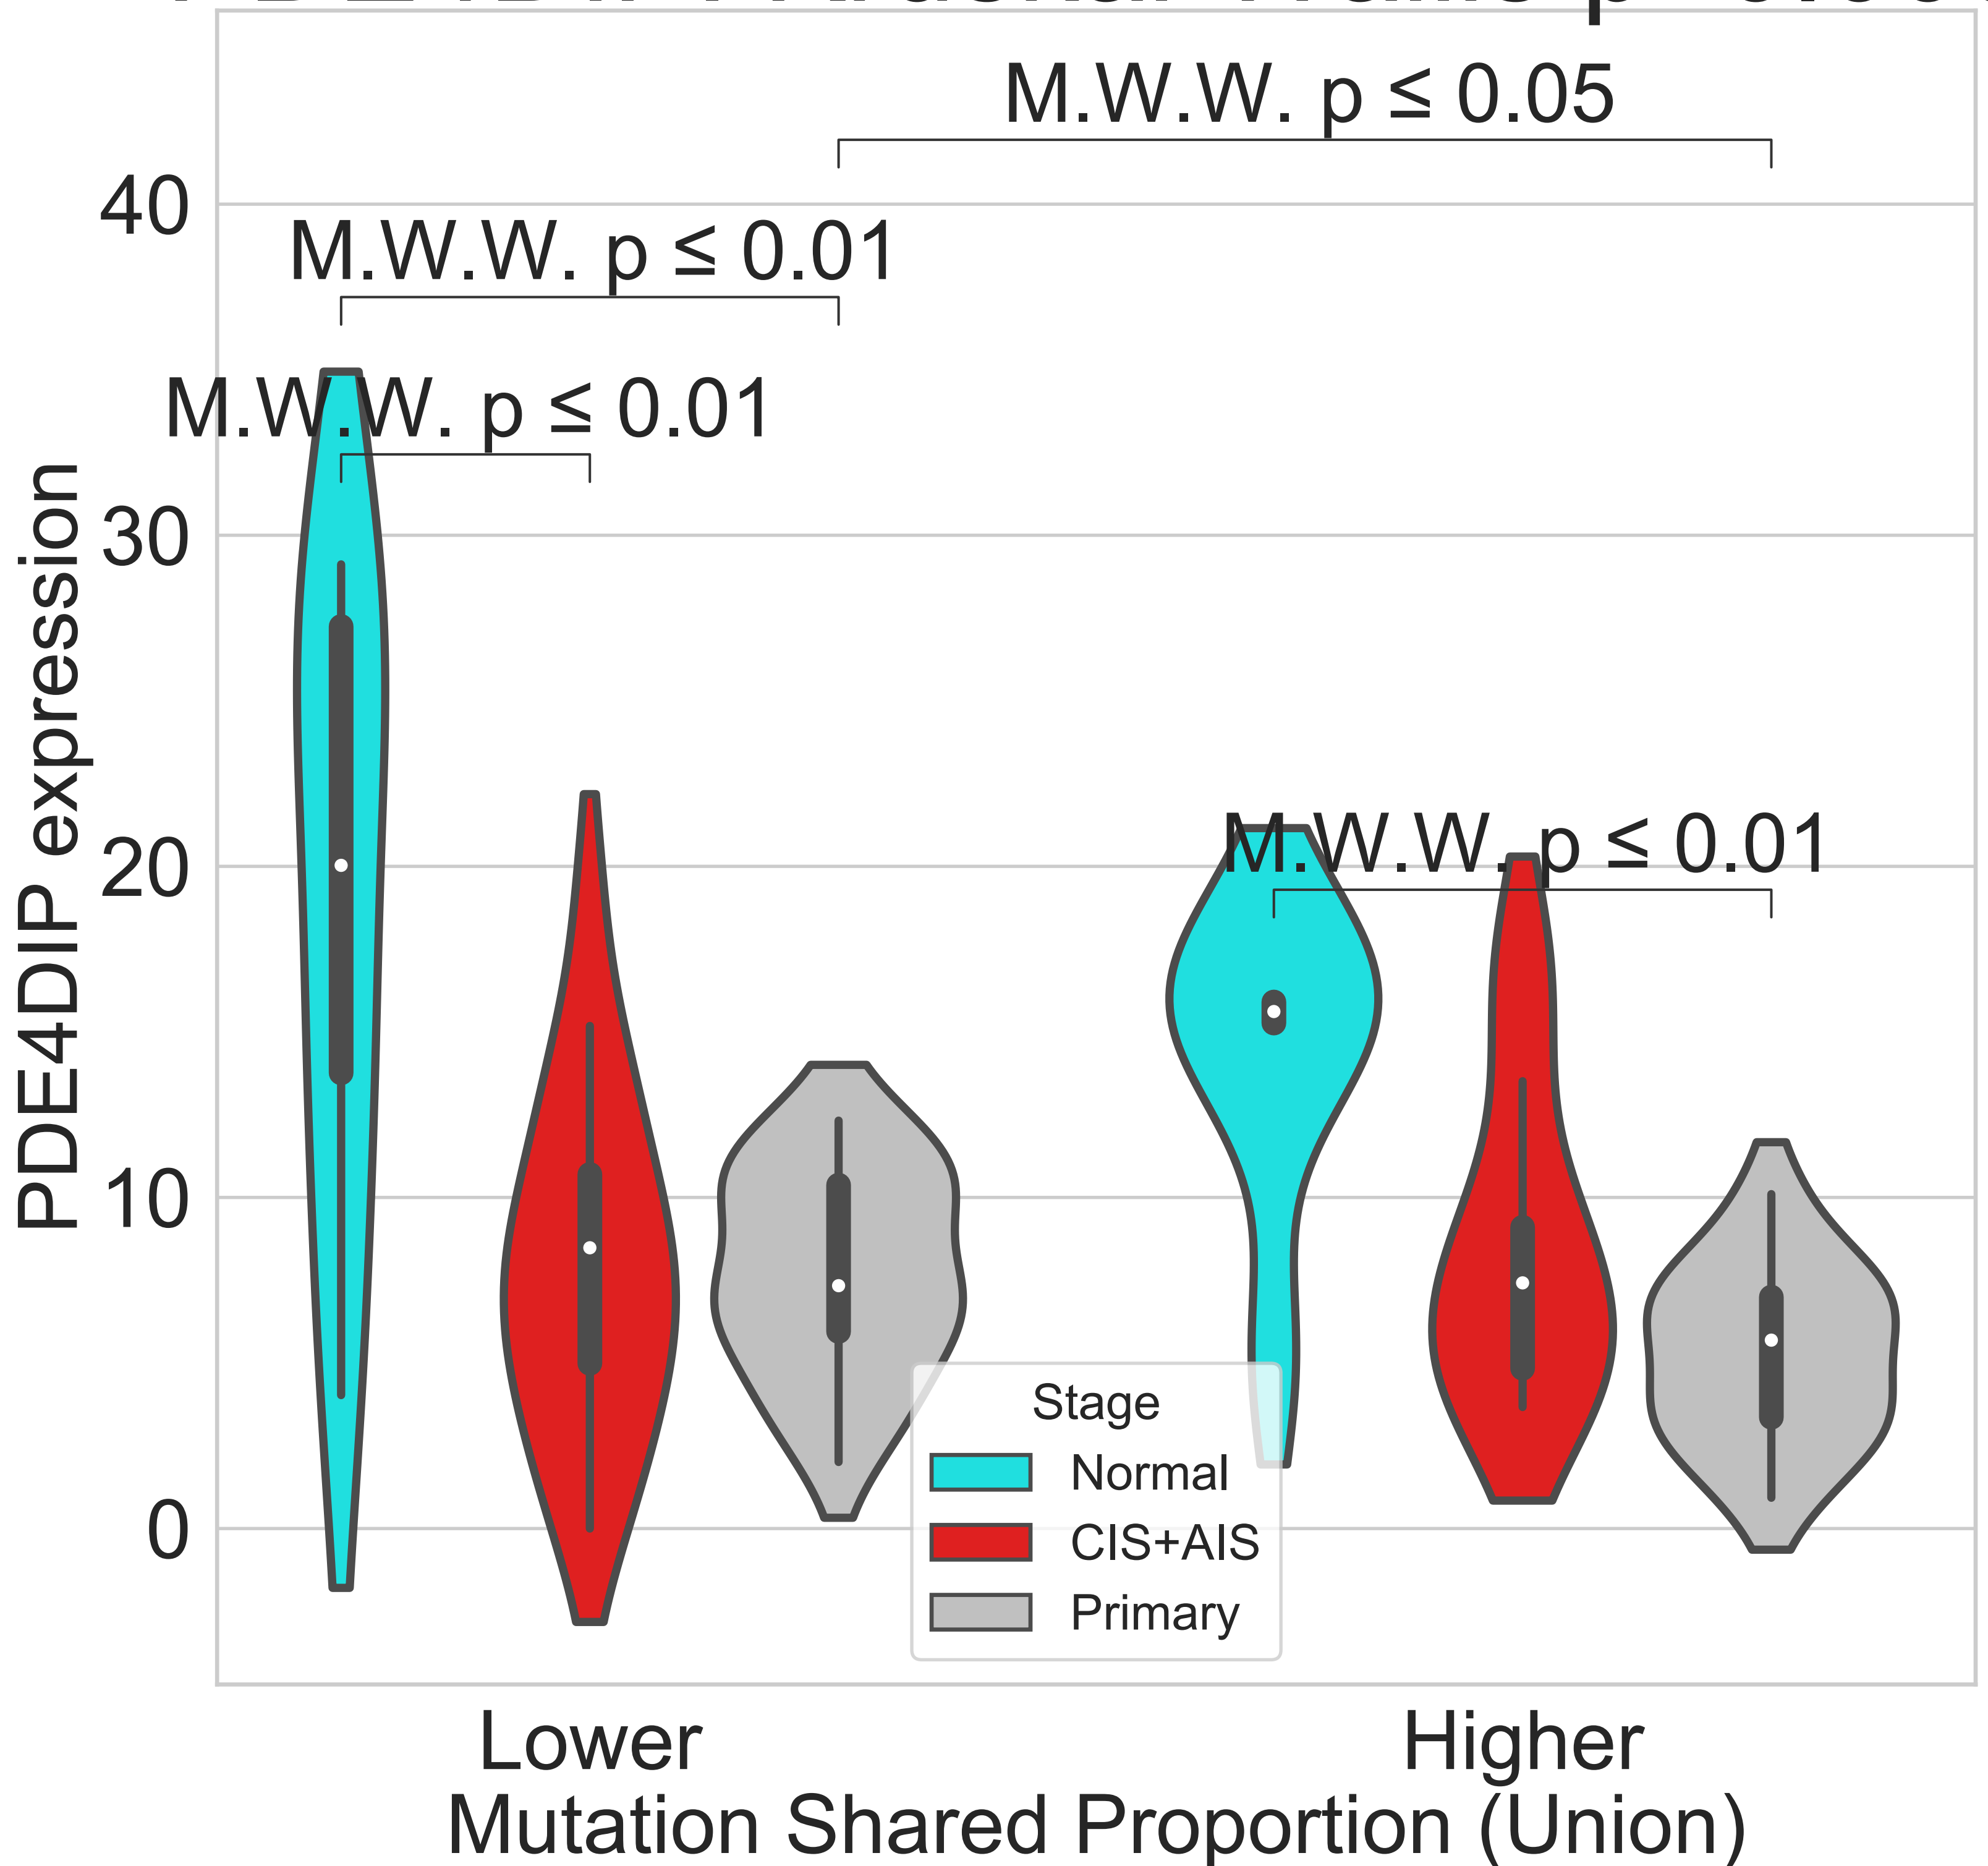 M.W.W. p ≤ 0.05
40
M.W.W. p ≤ 0.01
M.W.W. p ≤ 0.01
30
PDE4DIP expression
M.W.W. p ≤ 0.01
20
10
0
Stage
Normal
CIS+AIS
Primary
Lower
Higher
Mutation Shared Proportion (Union)